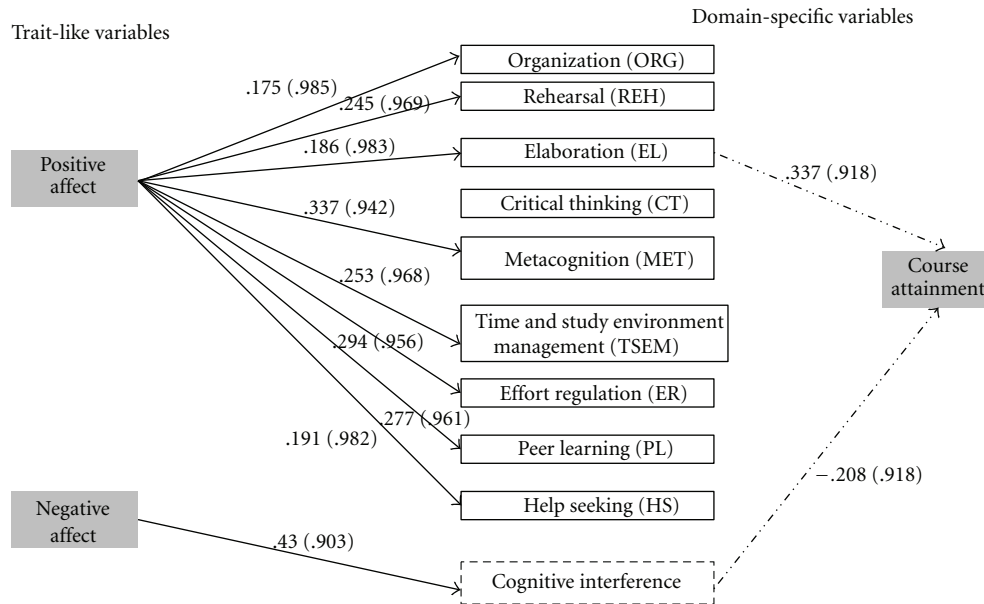 Domain-specific variables
Trait-like variables
Organization (ORG)
.175 (.985)
.245 (.969)
Rehearsal (REH)
.186 (.983)
Elaboration (EL)
Positive
affect
.337 (.918)
Critical thinking (CT)
.337 (.942)
Metacognition (MET)
Course
attainment
.253 (.968)
Time and study environment
management (TSEM)
.294 (.956)
Effort regulation (ER)
.277 (.961)
.191 (.982)
Peer learning (PL)
−.208 (.918)
Help seeking (HS)
Negative
affect
.43 (.903)
Cognitive interference